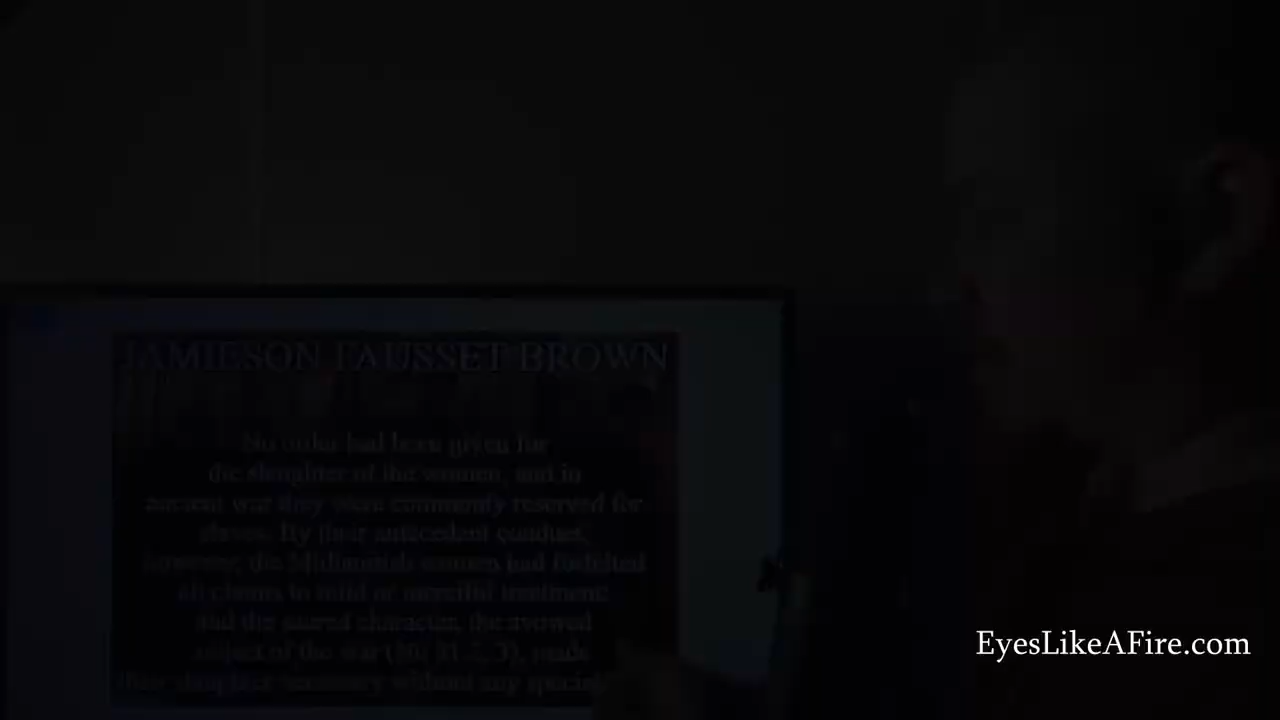 JAMIESON FAUSSET BROWN
No order had been given for
the slaughter of the women, and in
ancient war they were commonly reserved for
slaves. By their antecedent conduct,
however, the Midianitish women had forfeited
all claims to mild or merciful treatment;
and the sacred character, the avowed
object of the war made
their slaughter necessary without any special
EyesLikeAFire.com